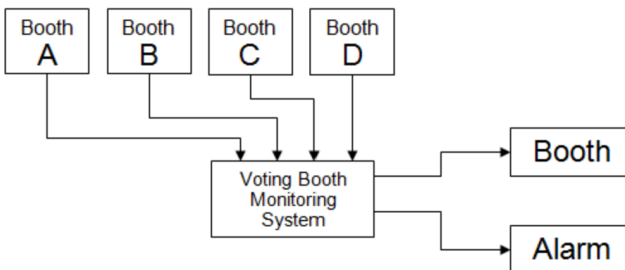 Booth
A
Booth
B
Booth
C
Booth
D
Voting Booth
Monitoring
System
Booth
Alarm